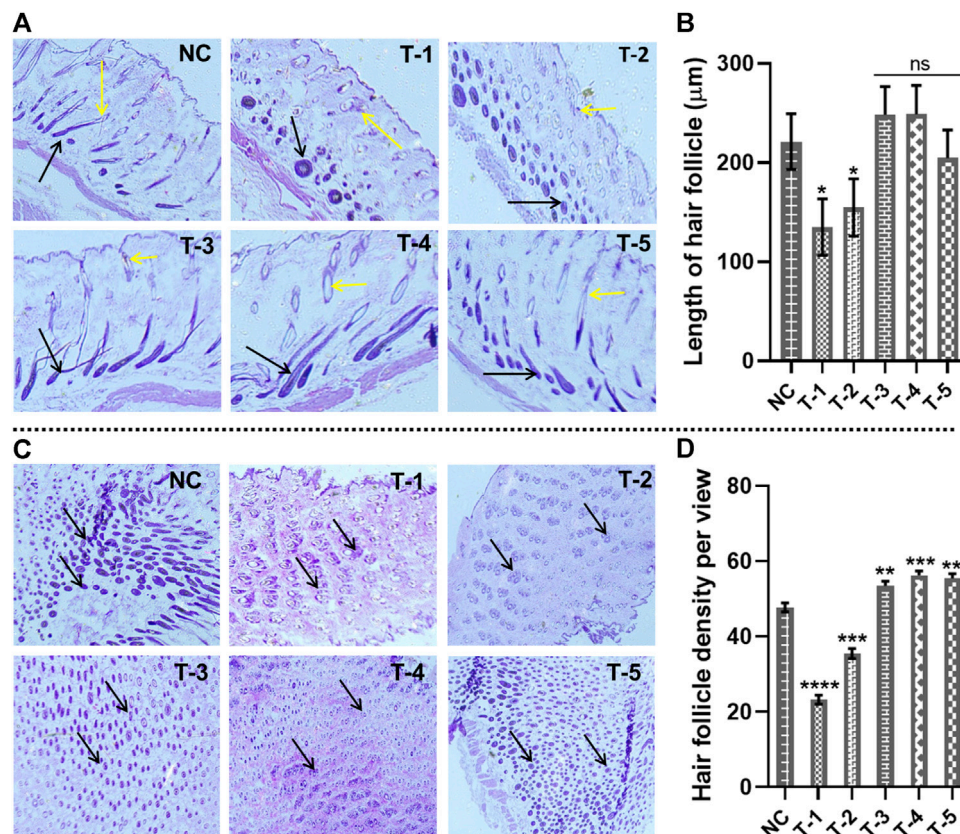 A
NC
T-1
T-2
T-3
T-4
T-5
B
Length of hair follicle (μm)
300
200
100
0
*
*
ns
NC
T-1
T-2
T-3
T-4
T-5
C
NC
T-1
T-2
T-3
T-4
T-5
D
Hair follicle density per view
80
60
40
20
0
****
***
**
***
**
NC
T-1
T-2
T-3
T-4
T-5